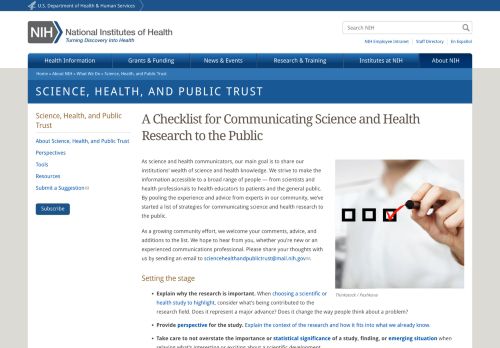 U.S. Department of Health & Human Services
Search NIH
NIH National Institutes of Health
Turning Discovery Into Health
NIH Employee Intranet Staff Directory En Español
Health Information Grants & Funding News & Events Research & Training Institutes at NIH About NIH
Home » About NIH » What We Do » Science, Health, and Public Trust
SCIENCE, HEALTH, AND PUBLIC TRUST
Science, Health, and Public
Trust
About Science, Health, and Public Trust
Perspectives
Tools
Resources
Submit a Suggestion
Subscribe
A Checklist for Communicating Science and Health
Research to the Public
As science and health communicators, our main goal is to share our
institutions' wealth of science and health knowledge. We strive to make the
information accessible to a broad range of people — from scientists and
health professionals to health educators to patients and the general public.
By pooling the experience and advice from experts in our community, we've
started a list of strategies for communicating science and health research to
the public.
As a growing community effort, we welcome your comments, advice, and
additions to the list. We hope to hear from you, whether you're new or an
experienced communications professional. Please share your thoughts with
us by sending an email to sciencehealthandpublictrust@mail.nih.gov.
Thinkstock /
Setting the stage
• Explain why the research is important. When choosing a scientific or
health study to highlight, consider what's being contributed to the
research field. Does it represent a major advance? Does it change the way people think about a problem?
• Provide perspective for the study. Explain the context of the research and how it fits into what we already know.
• Take care to not overstate the importance or statistical significance of a study, finding, or emerging situation when
relaying what's interesting or exciting about a scientific development.